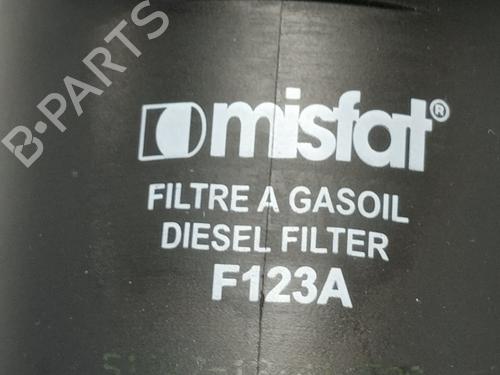 B-PARTS
misfat®
FILTRE A GASOIL
DIESEL FILTER
F123A